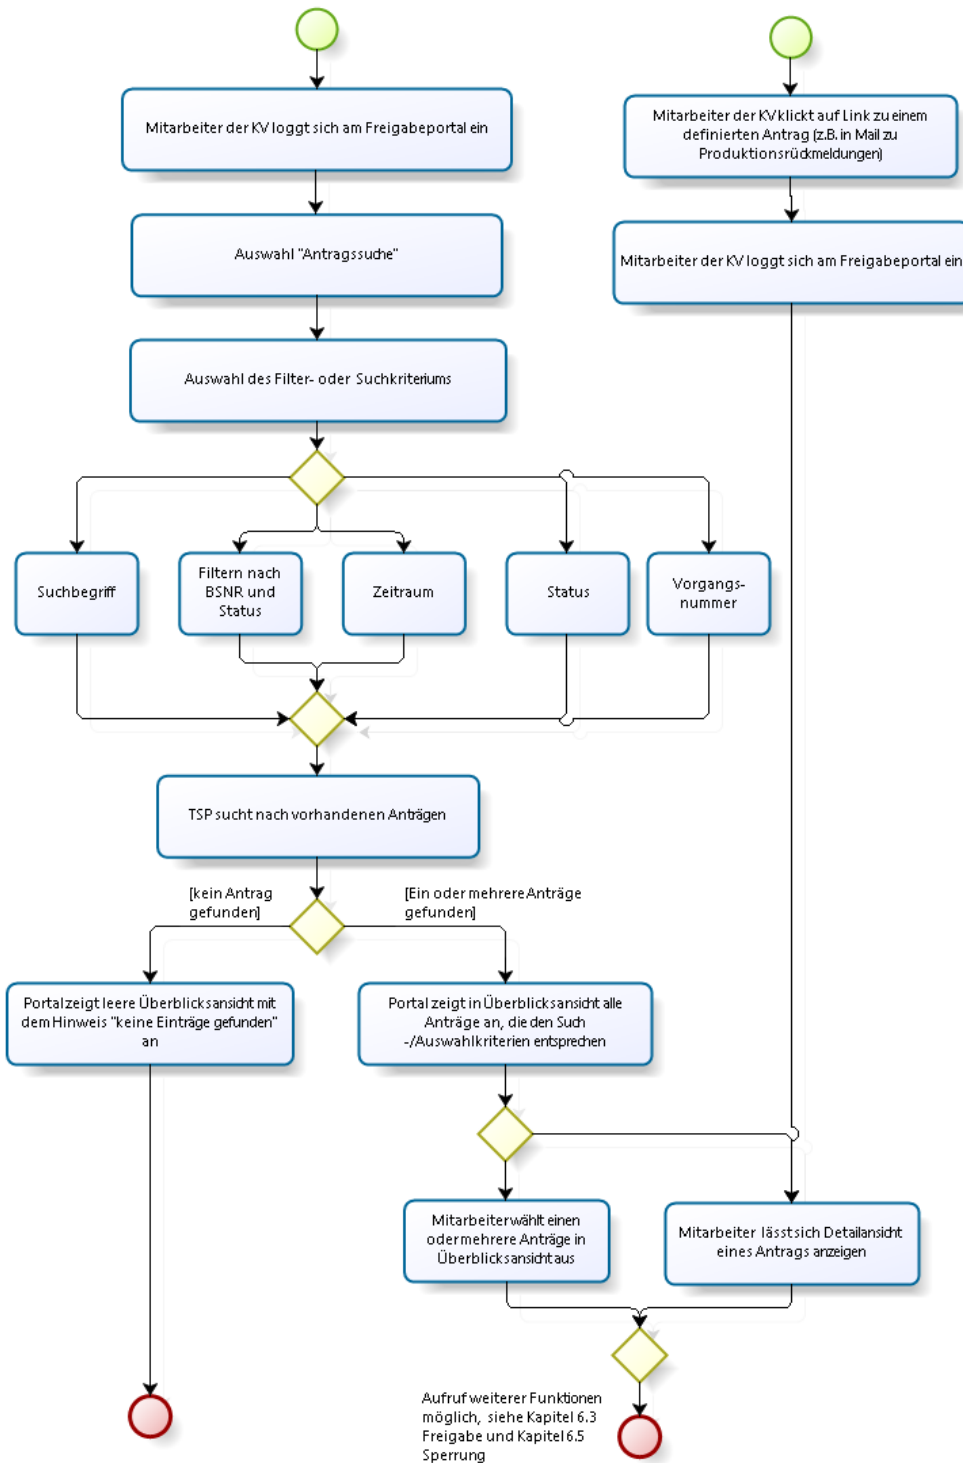 Mitarbeiter der KV loggt sich am Freigabeportal ein
Mitarbeiter der KV klickt auf Link zu einem
definierten Antrag (z.B. in Mail zu
Produktionsrückmeldungen)
Auswahl "Antragssuche"
Mitarbeiter der KV loggt sich am Freigabeportal ein
Auswahl des Filter- oder Suchkriteriums
Suchbegriff
Filtern nach
BSNR und
Status
Zeitraum
Status
Vorgangs-
nummer
TSP sucht nach vorhandenen Anträgen
[kein Antrag
gefunden]
[Ein oder mehrere Anträge
gefunden]
Portal zeigt leere Überblicksansicht mit
dem Hinweis "keine Einträge gefunden"
an
Portal zeigt in Überblicksansicht alle
Anträge an, die den Such
-/Auswahlkriterien entsprechen
Mitarbeiter wählt einen
oder mehrere Anträge in
Überblicksansicht aus
Mitarbeiter lässt sich Detailansicht
eines Antrags anzeigen
Aufruf weiterer Funktionen
möglich, siehe Kapitel 6.3
Freigabe und Kapitel 6.5
Sperrung